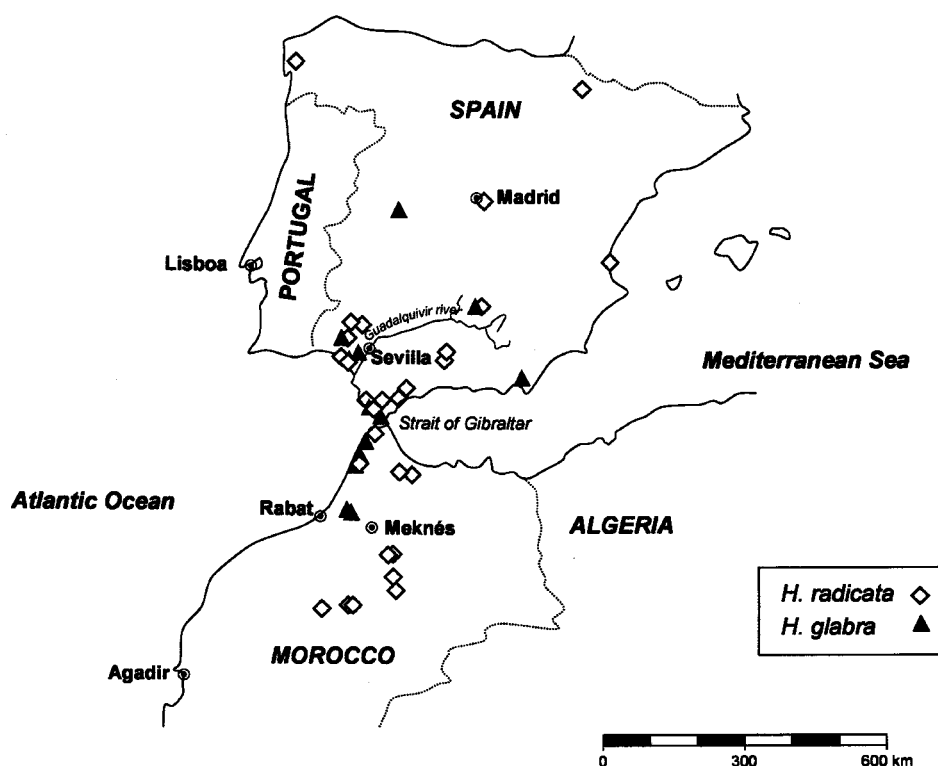 SPAIN
Madrid
PORTUGAL
Lisboa
Guadalquivir river
Sevilla
Mediterranean Sea
Strait of Gibraltar
Atlantic Ocean
Rabat
Meknés
ALGERIA
H. radicata
H. glabra
MOROCCO
Agadir
0 300 600 km